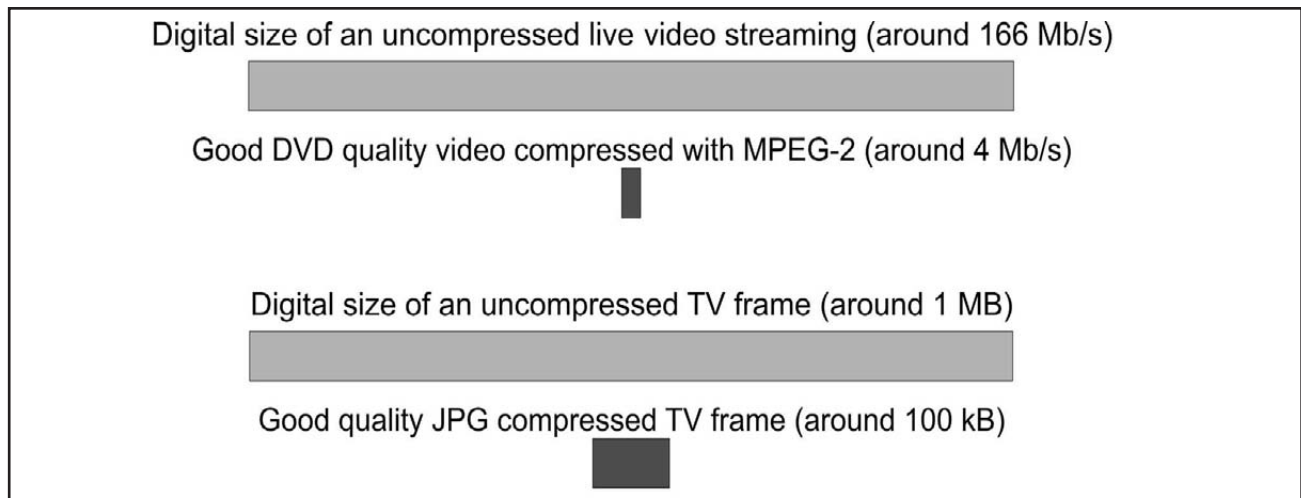 Digital size of an uncompressed live video streaming (around 166 Mb/s)
Good DVD quality video compressed with MPEG-2 (around 4 Mb/s)
Digital size of an uncompressed TV frame (around 1 MB)
Good quality JPG compressed TV frame (around 100 kB)